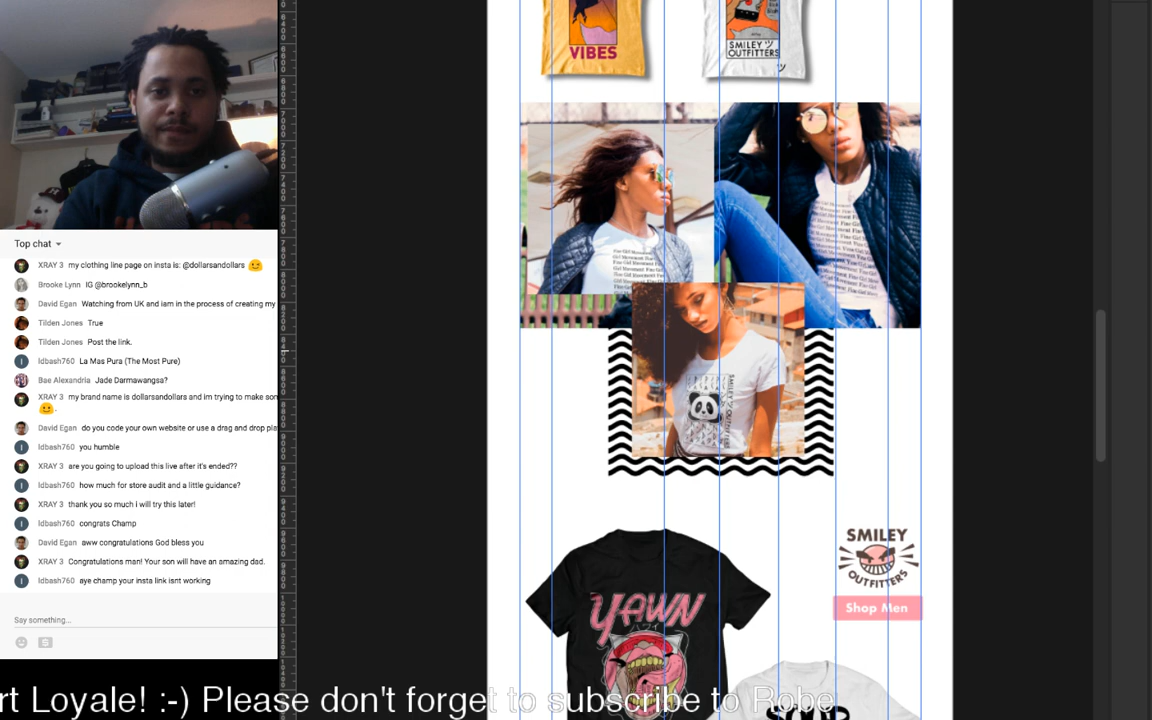 Top chat
XRAY 3 my clothing line page on insta is: @dollarsandollars
Brooke Lynn IG @brookelynn_b
David Egan Watching from UK and iam in the process of creating my
Tilden Jones True
Tilden Jones Post the link.
ldbash760 La Mas Pura (The Most Pure)
Bae Alexandria Jade Darmawangsa?
XRAY 3 my brand name is dollarsandollars and im trying to make son
David Egan do you code your own website or use a drag and drop pla
ldbash760 you humble
XRAY 3 are you going to upload this live after it's ended??
ldbash760 how much for store audit and a little guidance?
XRAY 3 thank you so much i will try this later!
ldbash760 congrats Champ
David Egan aww congratulations God bless you
XRAY 3 Congratulations man! Your son will have an amazing dad.
ldbash760 aye champ your insta link isnt working
Say something...
VIBES
SMILEY ツ
OUTFITTERS
SMILEY ツ OUTFITTERS
YAWN
SMILEY
OUTFITTERS
Shop Men
SOUP
rt Loyale! :-) Please don't forget to subscribe to Robe